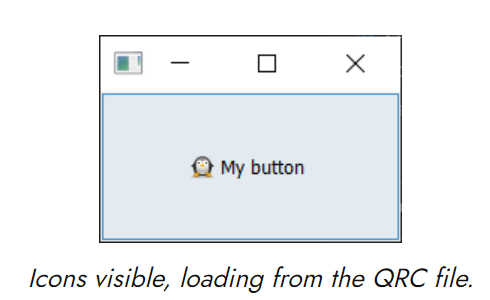 My button
Icons visible, loading from the QRC file.